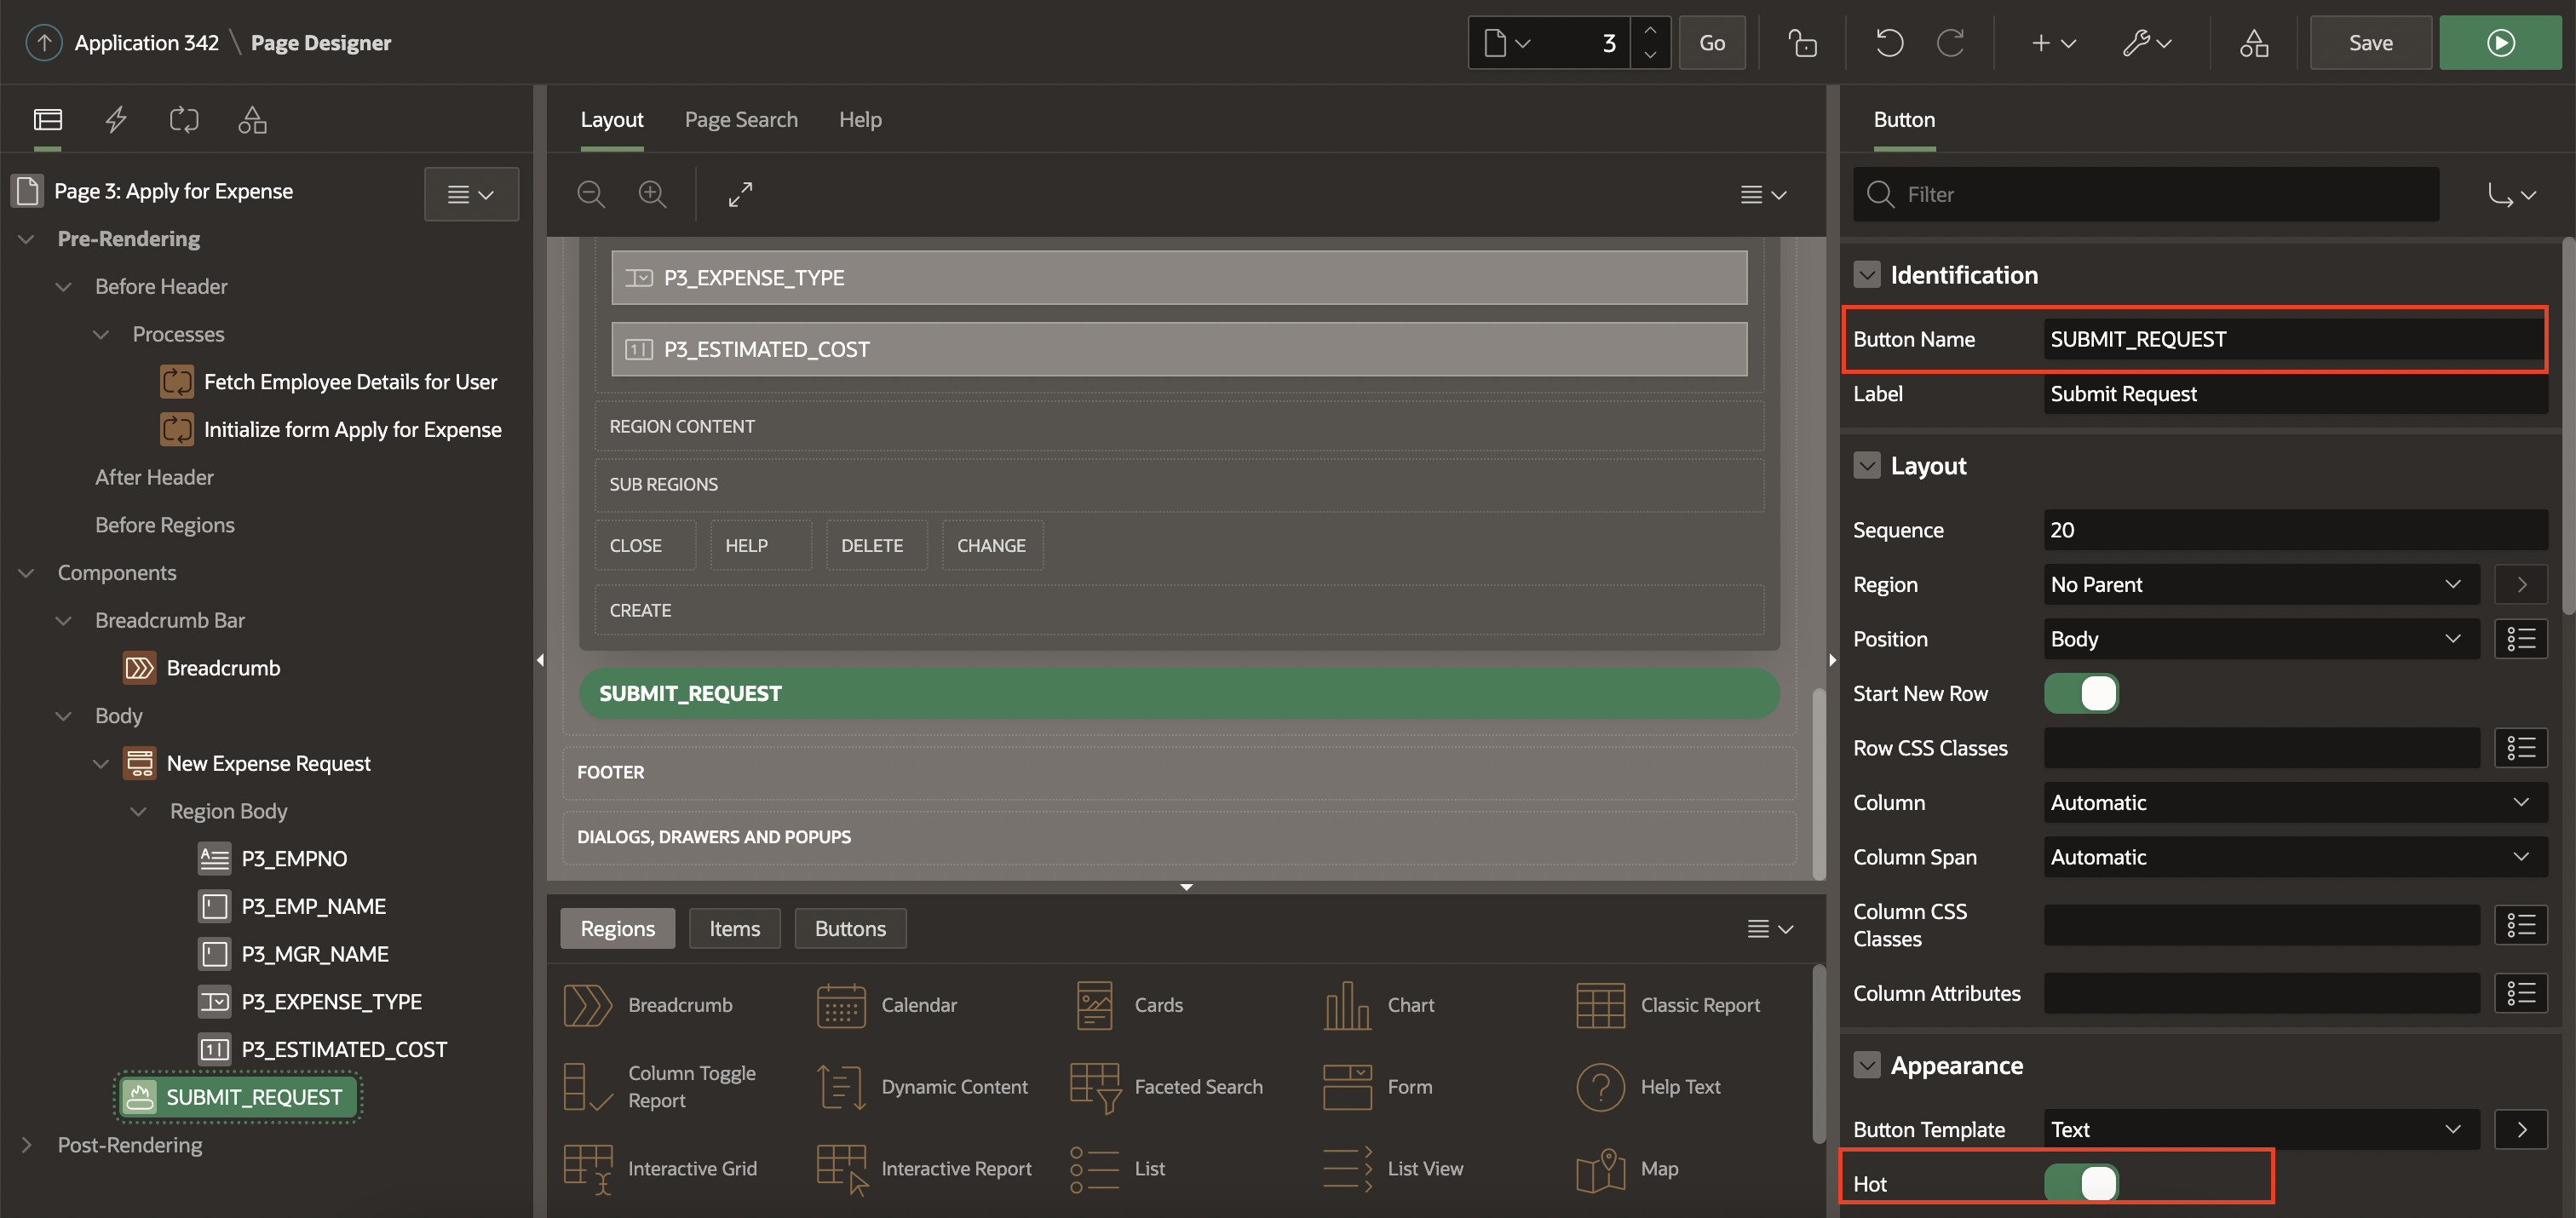 Application 342 \ Page Designer
3
Go
Save
Page 3: Apply for Expense
Pre-Rendering
Before Header
Processes
Fetch Employee Details for User
Initialize form Apply for Expense
After Header
Before Regions
Components
Breadcrumb Bar
Breadcrumb
Body
New Expense Request
Region Body
P3_EMPNO
P3_EMP_NAME
P3_MGR_NAME
P3_EXPENSE_TYPE
P3_ESTIMATED_COST
SUBMIT_REQUEST
Post-Rendering
Layout Page Search Help
P3_EXPENSE_TYPE
P3_ESTIMATED_COST
REGION CONTENT
SUB REGIONS
CLOSE HELP DELETE CHANGE
CREATE
SUBMIT_REQUEST
FOOTER
DIALOGS, DRAWERS AND POPUPS
Regions Items Buttons
Breadcrumb Calendar Cards Chart Classic Report
Column Toggle
Report
Dynamic Content Faceted Search Form Help Text
Interactive Grid Interactive Report List List View Map
Button
Filter
Identification
Button Name SUBMIT_REQUEST
Label Submit Request
Layout
Sequence 20
Region No Parent
Position Body
Start New Row
Row CSS Classes
Column Automatic
Column Span Automatic
Column CSS
Classes
Column Attributes
Appearance
Button Template Text
Hot